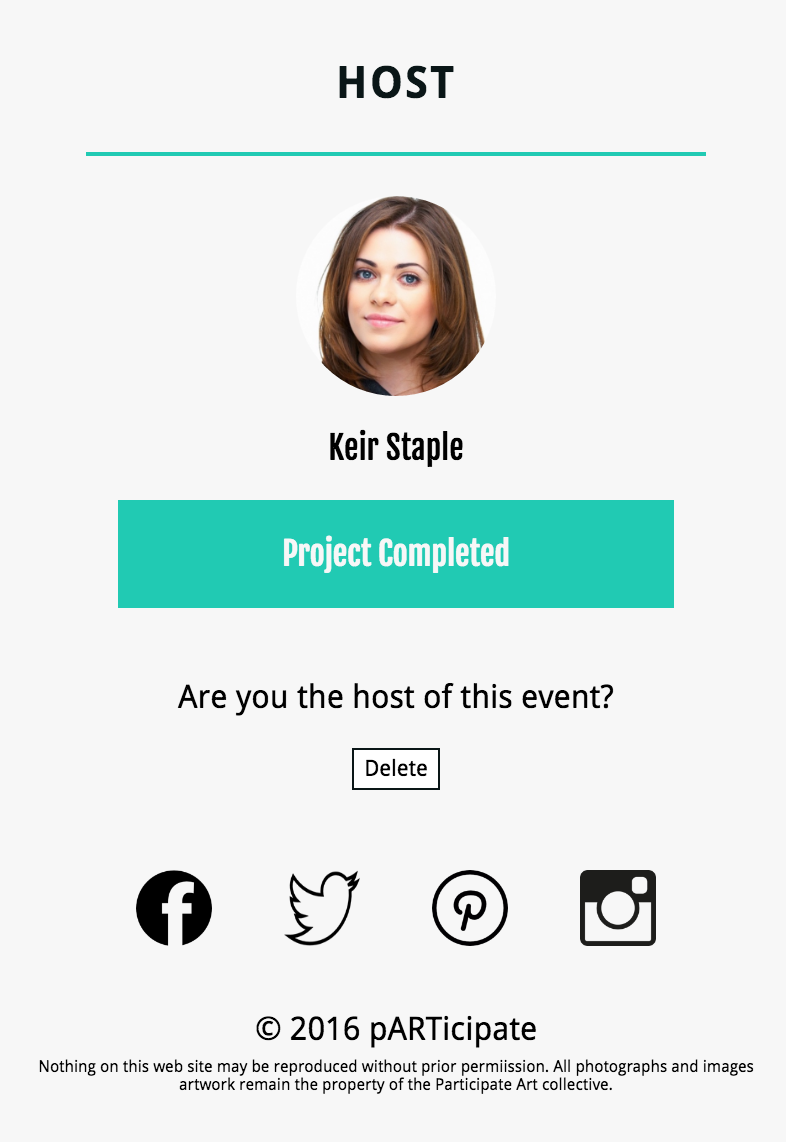 HOST
Keir Staple
Project Completed
Are you the host of this event?
Delete
© 2016 pARTicipate
Nothing on this web site may be reproduced without prior permiission. All photographs and images
artwork remain the property of the Participate Art collective.